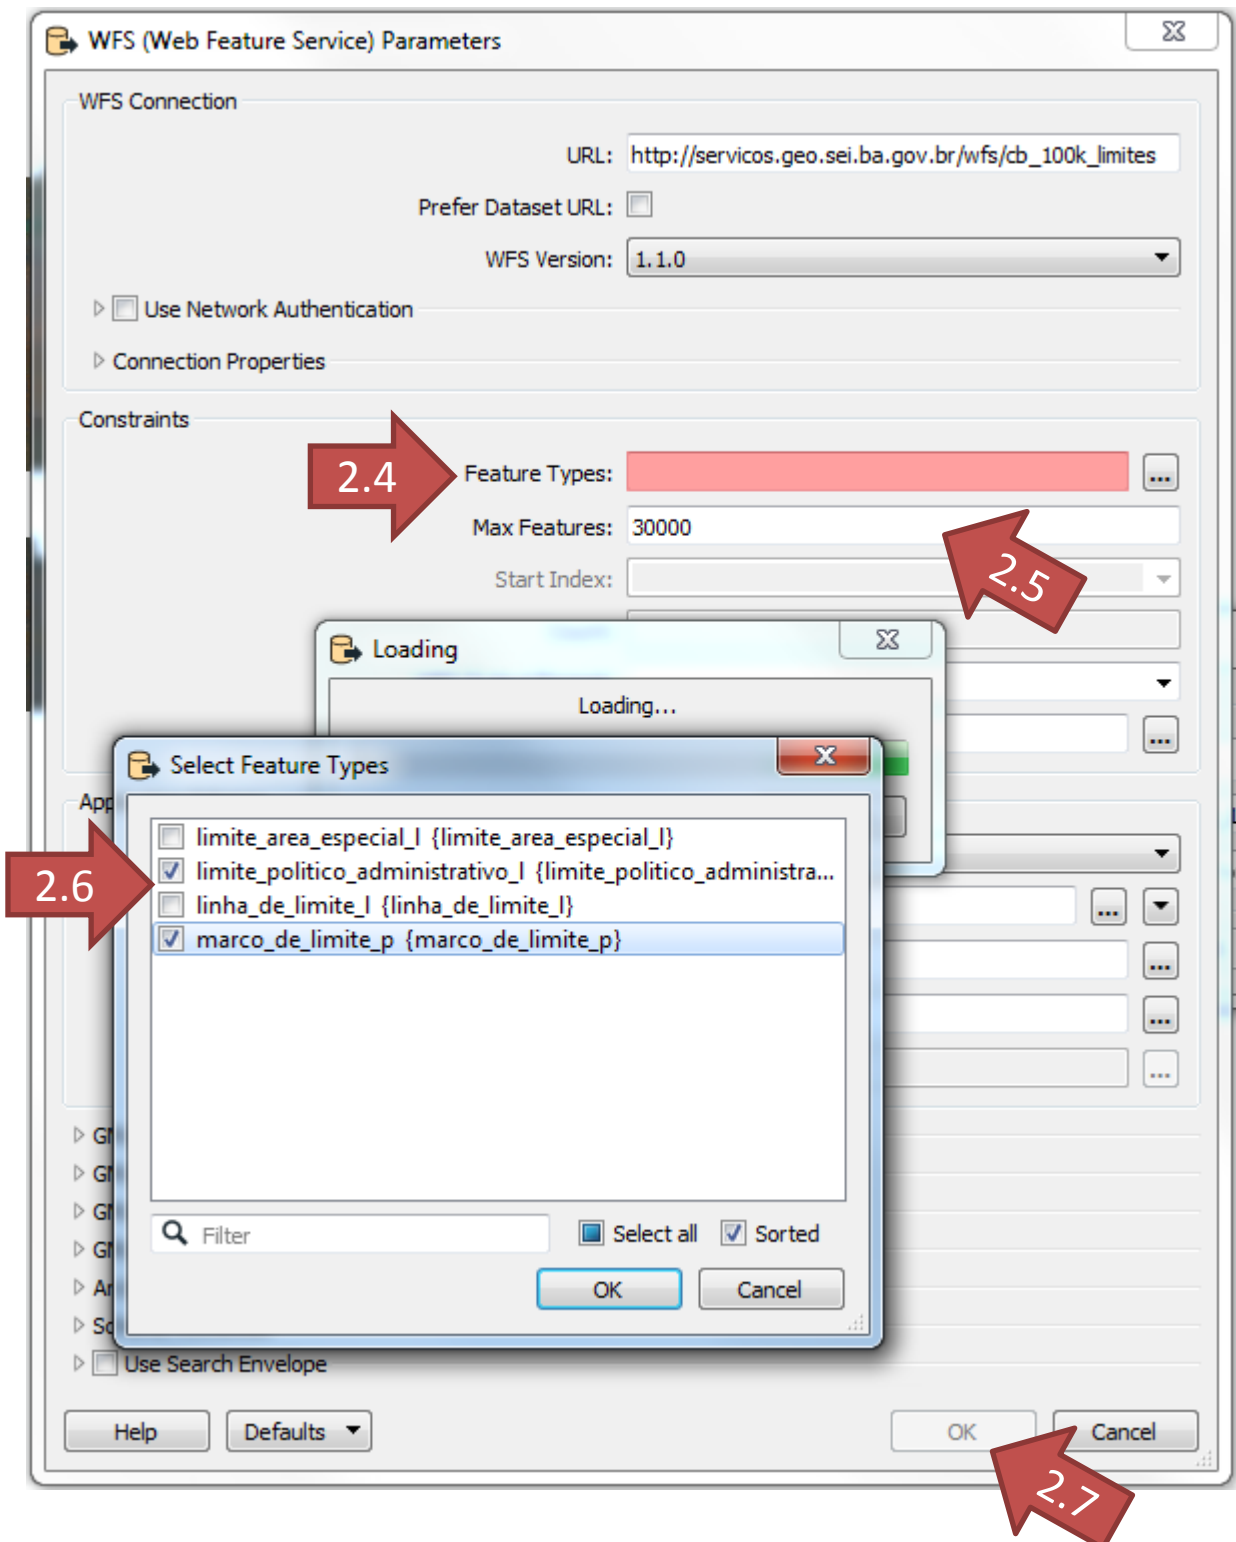 WFS (Web Feature Service) Parameters
WFS Connection
URL: http://servicos.geo.sei.ba.gov.br/wfs/cb_100k_limites
Prefer Dataset URL:
WFS Version: 1.1.0
Use Network Authentication
Connection Properties
Constraints
2.4
Feature Types: ...
Max Features: 30000
2.5
Start Index:
Loading
Loading...
...
Select Feature Types
App
limite_area_especial_l {limite_area_especial_l}
2.6
limite_politico_administrativo_l {limite_politico_administra...
linha_de_limite_l {linha_de_limite_l}
...
marco_de_limite_p {marco_de_limite_p}
...
...
...
Filter
Select all
Sorted
OK
Cancel
Use Search Envelope
Help
Defaults
OK
Cancel
2.7